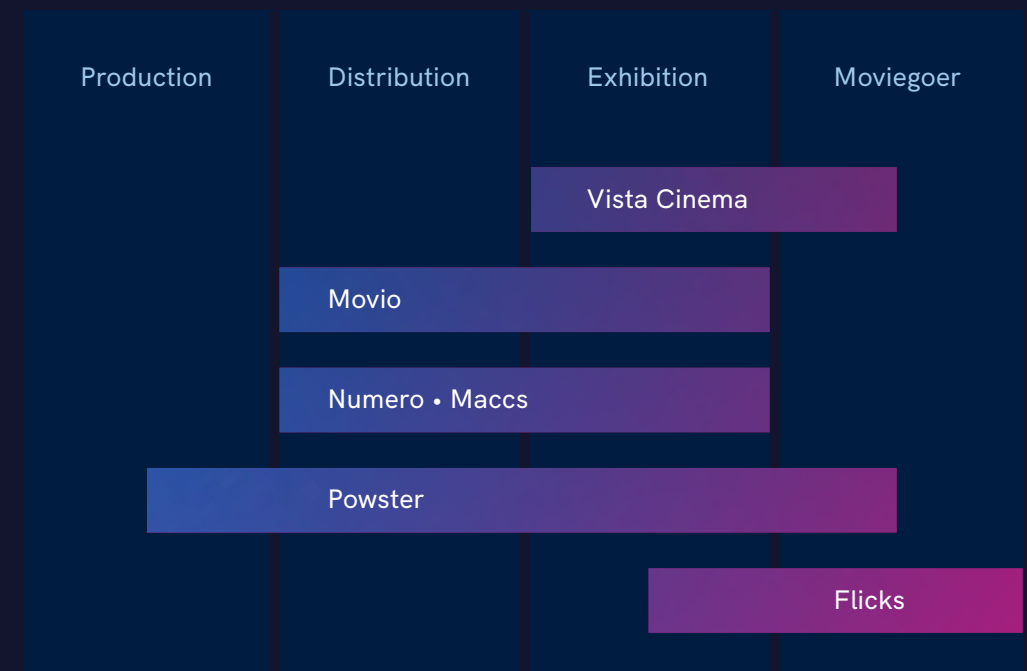 Production
Distribution
Exhibition
Moviegoer
Vista Cinema
Movio
Numero • Maccs
Powster
Flicks